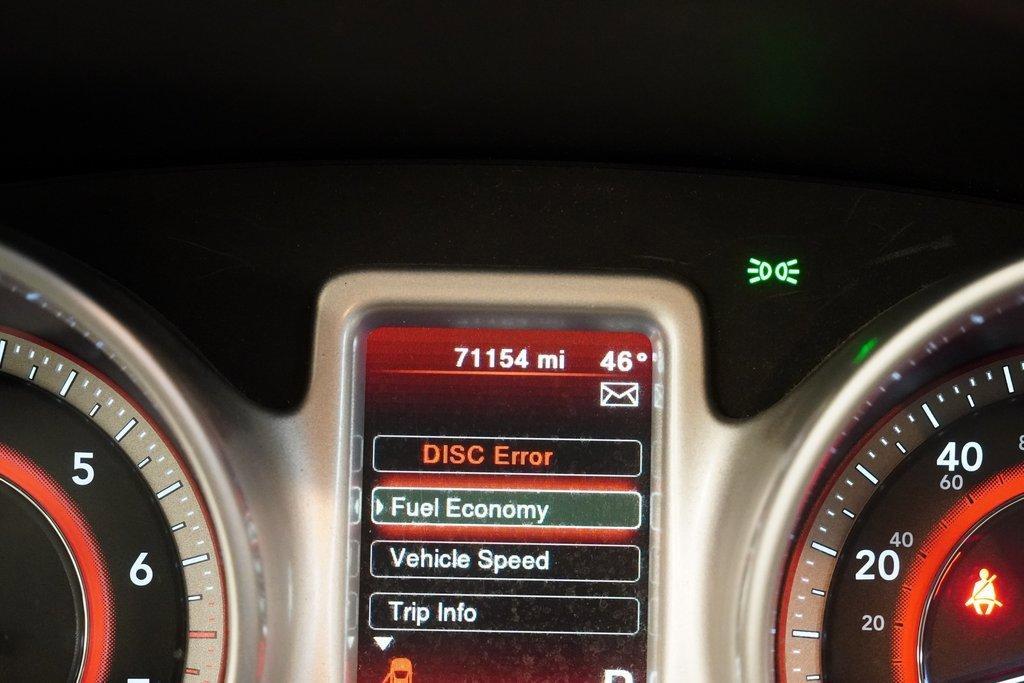 71154 mi 46°
DISC Error
Fuel Economy
Vehicle Speed
Trip Info
5
6
40
60
20
40
20